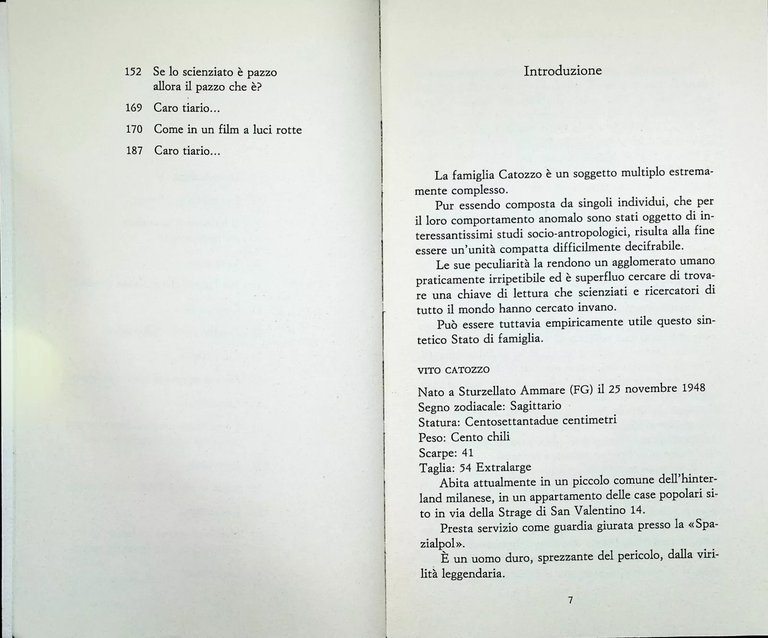 152 Se lo scienziato è pazzo
allora il pazzo che è?
169 Caro tiario...
170 Come in un film a luci rotte
187 Caro tiario...
Introduzione
La famiglia Catozzo è un soggetto multiplo estrema-
mente complesso.
Pur essendo composta da singoli individui, che per
il loro comportamento anomalo sono stati oggetto di in-
teressantissimi studi socio-antropologici, risulta alla fine
essere un'unità compatta difficilmente decifrabile.
Le sue peculiarità la rendono un agglomerato umano
praticamente irripetibile ed è superfluo cercare di trova-
re una chiave di lettura che scienziati e ricercatori di
tutto il mondo hanno cercato invano.
Può essere tuttavia empiricamente utile questo sin-
tetico Stato di famiglia.
VITO CATOZZO
Nato a Sturzellato Ammare (FG) il 25 novembre 1948
Segno zodiacale: Sagittario
Statura: Centosettantadue centimetri
Peso: Cento chili
Scarpe: 41
Taglia: 54 Extralarge
Abita attualmente in un piccolo comune dell'hinter-
land milanese, in un appartamento delle case popolari si-
to in via della Strage di San Valentino 14.
Presta servizio come guardia giurata presso la «Spa-
zialpol».
È un uomo duro, sprezzante del pericolo, dalla viri-
lità leggendaria.
7